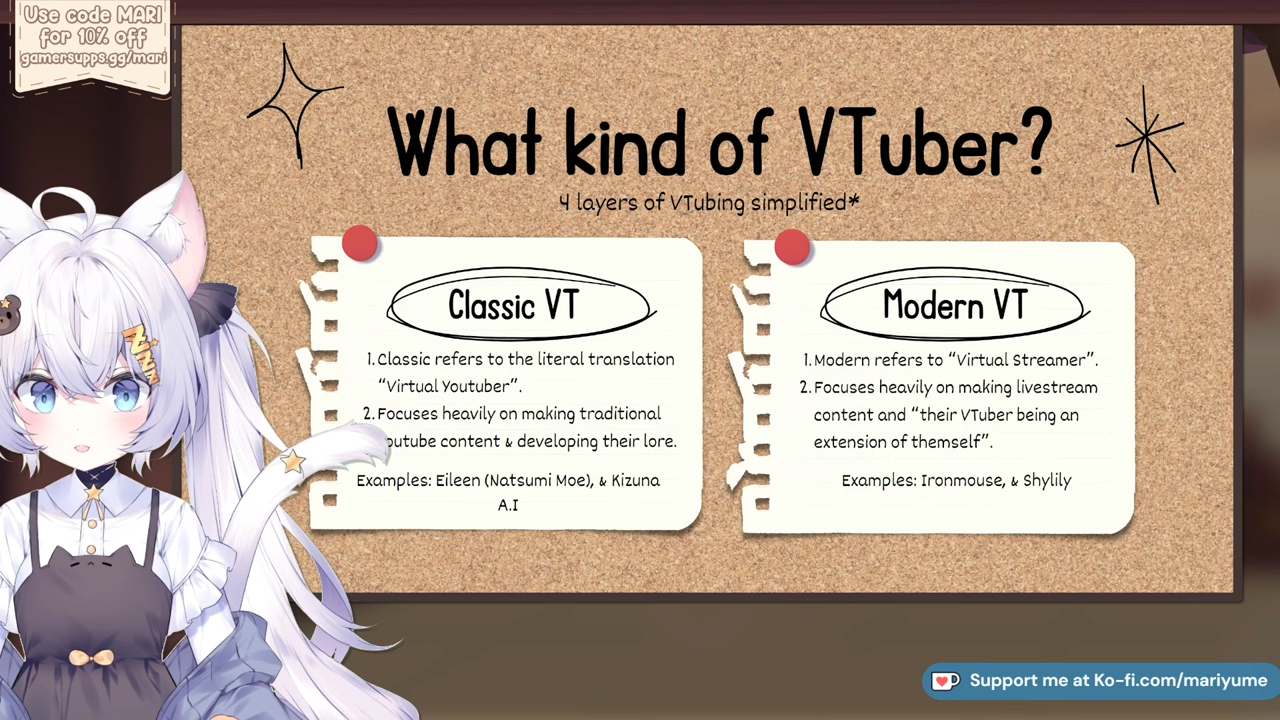 Use code MARI
for 10% off
gamersupps.gg/mari
What kind of VTuber?
4 layers of VTubing simplified*
Classic VT
1. Classic refers to the literal translation
“Virtual Youtuber”.
2. Focuses heavily on making traditional
outube content & developing their lore.
Examples: Eileen (Natsumi Moe), & Kizuna
A.I
Modern VT
1. Modern refers to “Virtual Streamer”.
2. Focuses heavily on making livestream
content and “their VTuber being an
extension of themself”.
Examples: Ironmouse, & Shylily
Zzzz
Support me at Ko-fi.com/mariyume